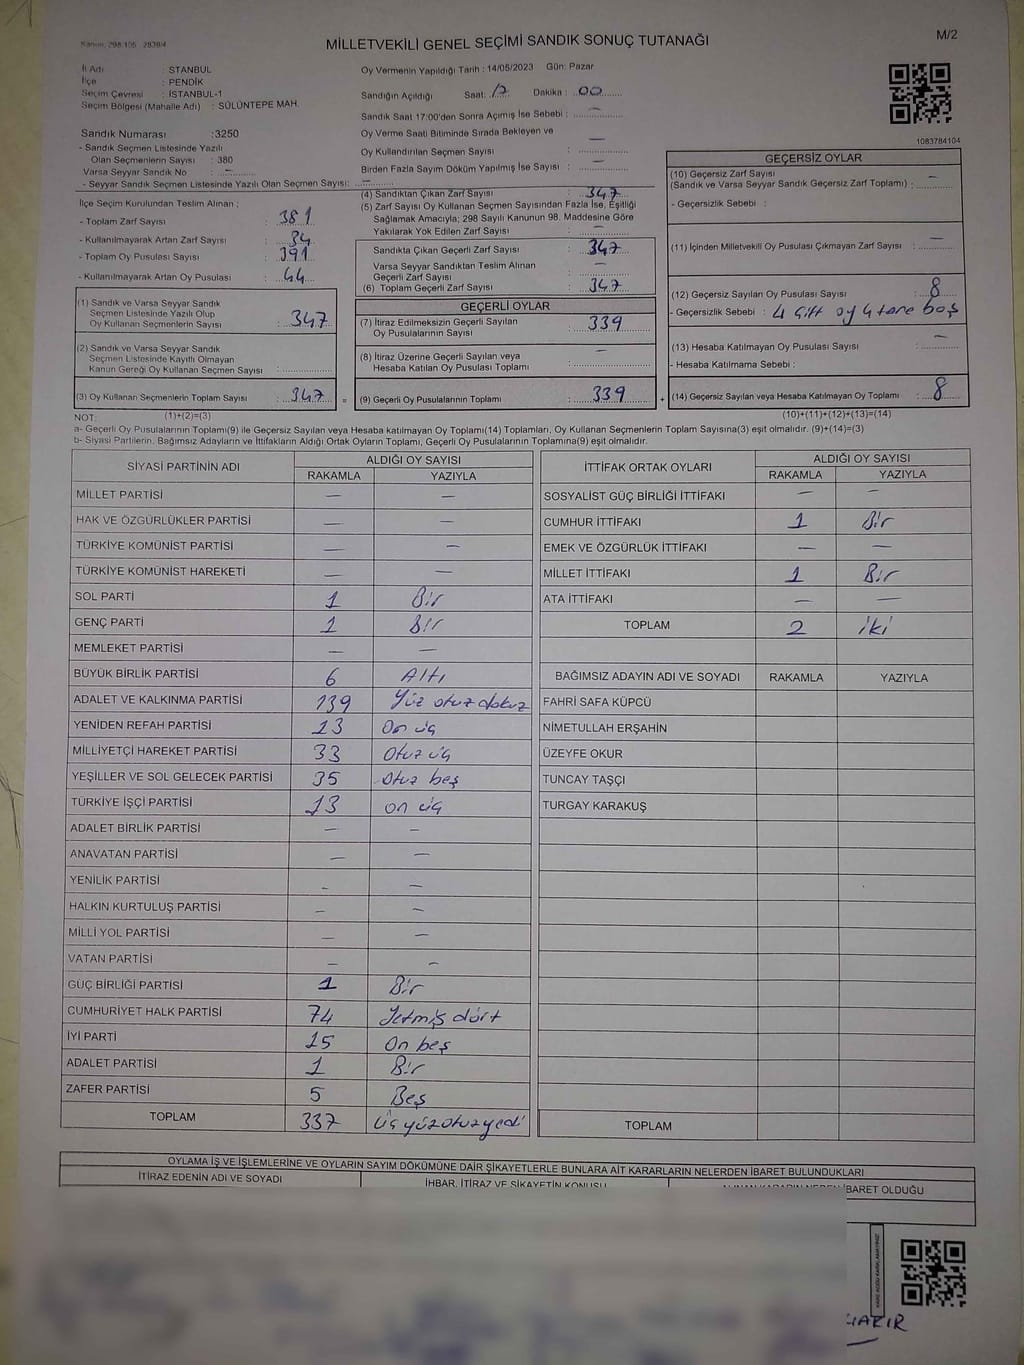 Kanun, 298 105 2839/4
MİLLETVEKİLİ GENEL SEÇİMİ SANDIK SONUÇ TUTANAĞI
M/2
İl Adı : STANBUL
İlçe : PENDİK
Seçim Çevresi : İSTANBUL-1
Seçim Bölgesi (Mahalle Adı) : SÜLÜNTEPE MAH.
Sandık Numarası :3250
- Sandık Seçmen Listesinde Yazılı
Olan Seçmenlerin Sayısı : 380
Varsa Seyyar Sandık No : —
- Seyyar Sandık Seçmen Listesinde Yazılı Olan Seçmen Sayısı: —
İlçe Seçim Kurulundan Teslim Alınan ;
- Toplam Zarf Sayısı : 381
- Kullanılmayarak Artan Zarf Sayısı : 34
- Toplam Oy Pusulası Sayısı : 391
- Kullanılmayarak Artan Oy Pusulası : 44
(1) Sandık ve Varsa Seyyar Sandık
Seçmen Listesinde Yazılı Olup
Oy Kullanan Seçmenlerin Sayısı : 347
(2) Sandık ve Varsa Seyyar Sandık
Seçmen Listesinde Kayıtlı Olmayan
Kanun Gereği Oy Kullanan Seçmen Sayısı :
(3) Oy Kullanan Seçmenlerin Toplam Sayısı : 347 =
Oy Vermenin Yapıldığı Tarih : 14/05/2023 Gün: Pazar
Sandığın Açıldığı Saat: Dakika : 00
Sandık Saat 17:00'den Sonra Açımış İse Sebebi : —
Oy Verme Saati Bitiminde Sırada Bekleyen ve
Oy Kullandırılan Seçmen Sayısı : —
Birden Fazla Sayım Döküm Yapılmış İse Sayısı : —
(4) Sandıktan Çıkan Zarf Sayısı : 347
(5) Zarf Sayısı Oy Kullanan Seçmen Sayısından Fazla İse, Eşitliği
Sağlamak Amacıyla; 298 Sayılı Kanunun 98. Maddesine Göre
Yakılarak Yok Edilen Zarf Sayısı : —
Sandıkta Çıkan Geçerli Zarf Sayısı : 347
Varsa Seyyar Sandıktan Teslim Alınan
Geçerli Zarf Sayısı : —
(6) Toplam Geçerli Zarf Sayısı : 347
GEÇERLİ OYLAR
(7) İtiraz Edilmeksizin Geçerli Sayılan
Oy Pusulasının Sayısı : 339
(8) İtiraz Üzerine Geçerli Sayılan veya
Hesaba Katılan Oy Pusulası Toplamı : —
(9) Geçerli Oy Pusulalarının Toplamı : 339 +
1083784104
GEÇERSİZ OYLAR
(10) Geçersiz Zarf Sayısı
(Sandık ve Varsa Seyyar Sandık Geçersiz Zarf Toplamı) : —
- Geçersizlik Sebebi :
(11) İçinden Milletvekili Oy Pusulası Çıkmayan Zarf Sayısı : —
(12) Geçersiz Sayılan Oy Pusulası Sayısı : 8
- Geçersizlik Sebebi : 4 Çift oy 4 tane boş
(13) Hesaba Katılmayan Oy Pusulası Sayısı : —
- Hesaba Katılmama Sebebi :
(14) Geçersiz Sayılan veya Hesaba Katılmayan Oy Toplamı : 8
NOT: (1)+(2)=(3) (10)+(11)+(12)+(13)=(14)
a- Geçerli Oy Pusulalarının Toplamı(9) ile Geçersiz Sayılan veya Hesaba katılmayan Oy Toplamı(14) Toplamları, Oy Kullanan Seçmenlerin Toplam Sayısına(3) eşit olmalıdır. (9)+(14)=(3)
b- Siyasi Partilerin, Bağımsız Adayların ve İttifakların Aldığı Ortak Oyların Toplamı, Geçerli Oy Pusulalarının Toplamına(9) eşit olmalıdır.
SİYASİ PARTİNİN ADI ALDIĞI OY SAYISI
RAKAMLA YAZIYLA
MİLLET PARTİSİ — —
HAK VE ÖZGÜRLÜKLER PARTİSİ — —
TÜRKİYE KOMÜNİST PARTİSİ — —
TÜRKİYE KOMÜNİST HAREKETİ — —
SOL PARTİ 1 Bir
GENÇ PARTİ 1 Bir
MEMLEKET PARTİSİ — —
BÜYÜK BİRLİK PARTİSİ 6 Altı
ADALET VE KALKINMA PARTİSİ 139 Yüz otuz dokuz
YENİDEN REFAH PARTİSİ 13 On üç
MİLLİYETÇİ HAREKET PARTİSİ 33 Otuz üç
YEŞİLLER VE SOL GELECEK PARTİSİ 35 otuz beş
TÜRKİYE İŞÇİ PARTİSİ 13 on üç
ADALET BİRLİK PARTİSİ — —
ANAVATAN PARTİSİ — —
YENİLİK PARTİSİ — —
HALKIN KURTULUŞ PARTİSİ — —
MİLLİ YOL PARTİSİ — —
VATAN PARTİSİ — —
GÜÇ BİRLİĞİ PARTİSİ 1 Bir
CUMHURİYET HALK PARTİSİ 74 Yetmiş dört
İYİ PARTİ 15 On beş
ADALET PARTİSİ 1 Bir
ZAFER PARTİSİ 5 Beş
TOPLAM 337 üç yüz otuz yedi
İTTİFAK ORTAK OYLARI ALDIĞI OY SAYISI
RAKAMLA YAZIYLA
SOSYALİST GÜÇ BİRLİĞİ İTTİFAKI — —
CUMHUR İTTİFAKI 1 Bir
EMEK VE ÖZGÜRLÜK İTTİFAKI — —
MİLLET İTTİFAKI 1 Bir
ATA İTTİFAKI — —
TOPLAM 2 iki
BAĞIMSIZ ADAYIN ADI VE SOYADI RAKAMLA YAZIYLA
FAHRİ SAFA KÜPCÜ
NİMETULLAH ERŞAHİN
ÜZEYFE OKUR
TUNCAY TAŞÇI
TURGAY KARAKUŞ
TOPLAM
OYLAMA İŞ VE İŞLEMLERİNE VE OYLARIN SAYIM DÖKÜMÜNE DAİR ŞİKAYETLERLE BUNLARA AİT KARARLARIN NELERDEN İBARET BULUNDUKLARI
İTİRAZ EDENİN ADI VE SOYADI İHBAR, İTİRAZ VE ŞİKAYETİN KONUSU ALINAN KARARIN NEDEN İBARET OLDUĞU